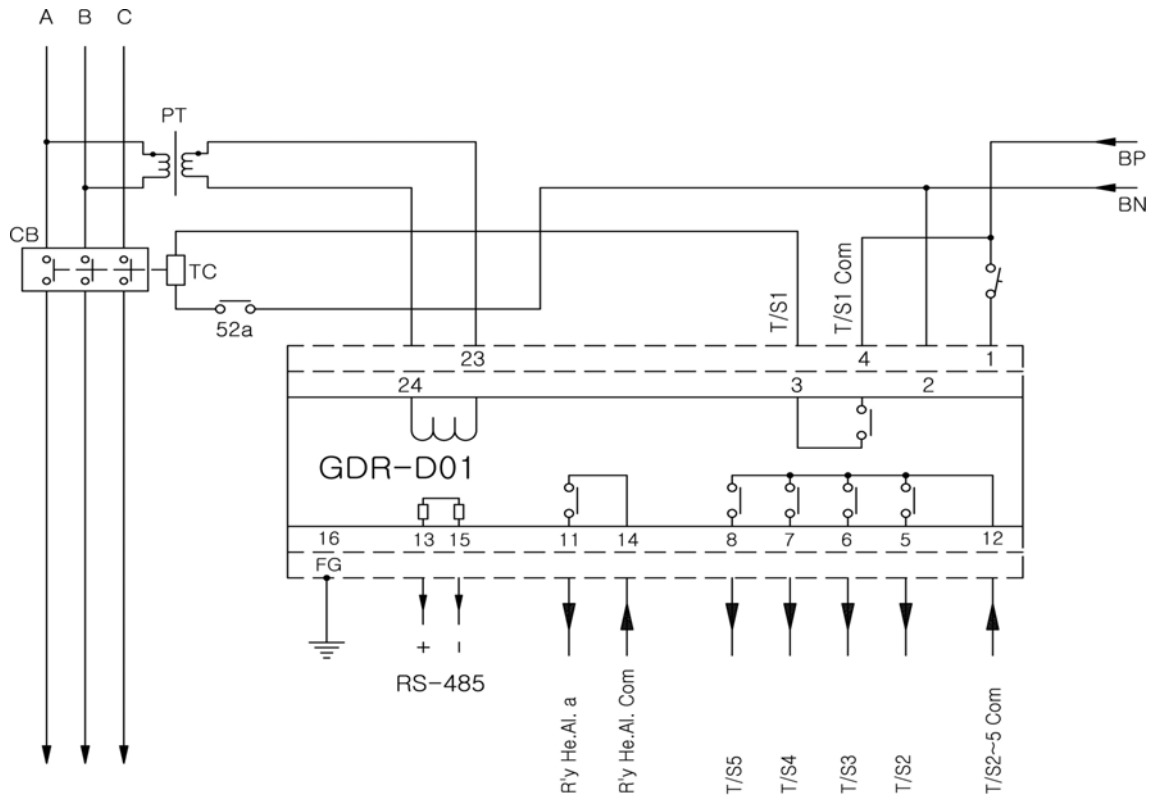 A B C
PT
BP
BN
CB
TC
52a
T/S1
T/S1 Com
23 4 1
24 3 2
GDR-D01
16 13 15 11 14 8 7 6 5 12
FG
+ −
RS-485
R'y He.Al. a
R'y He.Al. Com
T/S5
T/S4
T/S3
T/S2
T/S2~5 Com